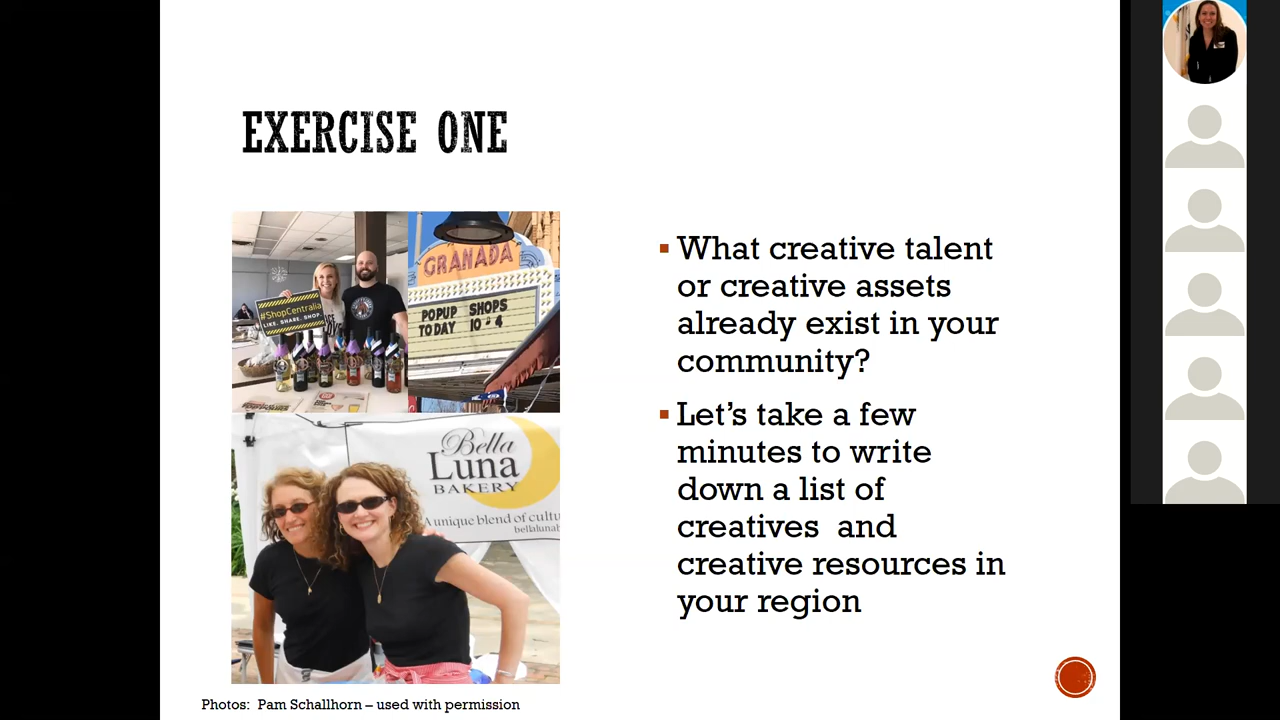 EXERCISE ONE
#ShopCentralia
LIKE. SHARE. SHOP.
GRANADA
POPUP SHOPS
TODAY 10-4
Bella
Luna
BAKERY
A unique blend of cultu
bellaluna
What creative talent
or creative assets
already exist in your
community?
Let's take a few
minutes to write
down a list of
creatives and
creative resources in
your region
Photos: Pam Schallhorn – used with permission